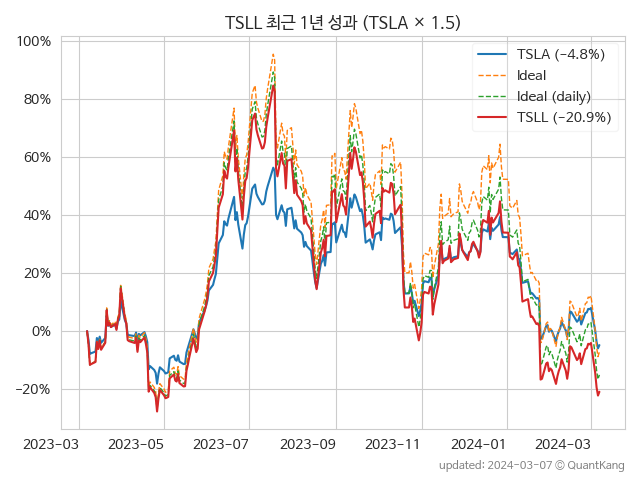 TSLL 최근 1년 성과 (TSLA × 1.5)
100%
80%
60%
40%
20%
0%
−20%
TSLA (−4.8%)
Ideal
Ideal (daily)
TSLL (−20.9%)
2023−03
2023−05
2023−07
2023−09
2023−11
2024−01
2024−03
updated: 2024−03−07 © QuantKang